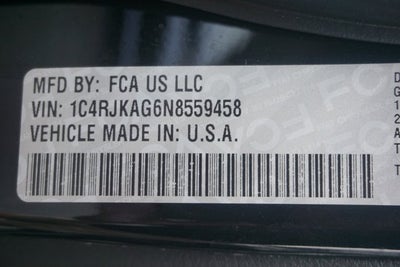 MFD BY: FCA US LLC
VIN: 1C4RJKAG6N8559458
VEHICLE MADE IN: U.S.A.